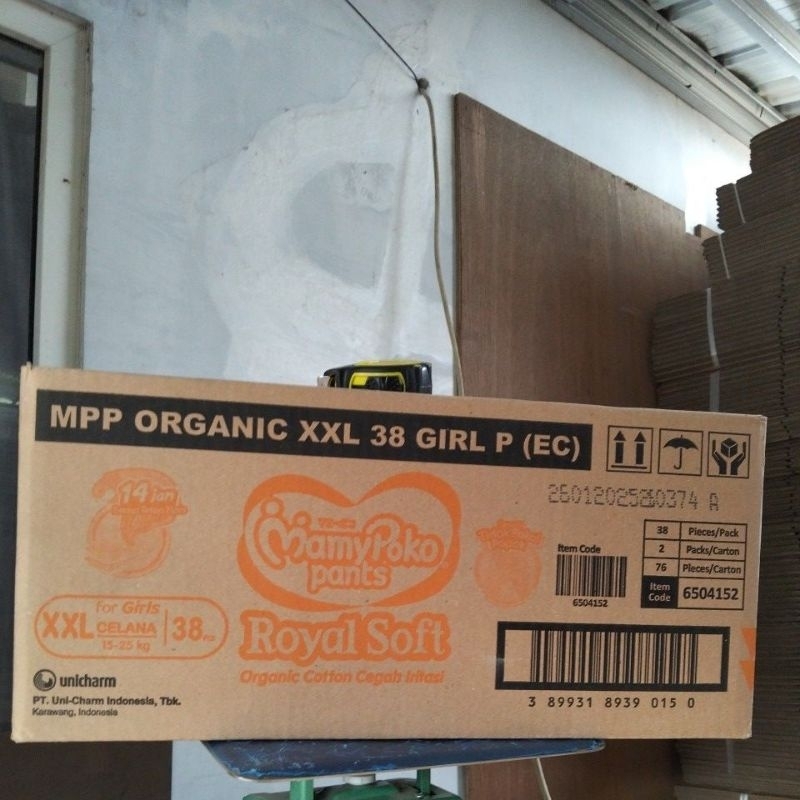 MPP ORGANIC XXL 38 GIRL P (EC)
14 jam
MamyPoko
pants
Royal Soft
Organic Cotton Cegah Iritasi
for Girls
XXL CELANA 38
15-25 kg
unicharm
PT. Uni-Charm Indonesia, Tbk.
Karawang, Indonesia
38 Pieces/Pack
2 Packs/Carton
76 Pieces/Carton
Item Code 6504152
Item Code
6504152
3 89931 8939 015 0